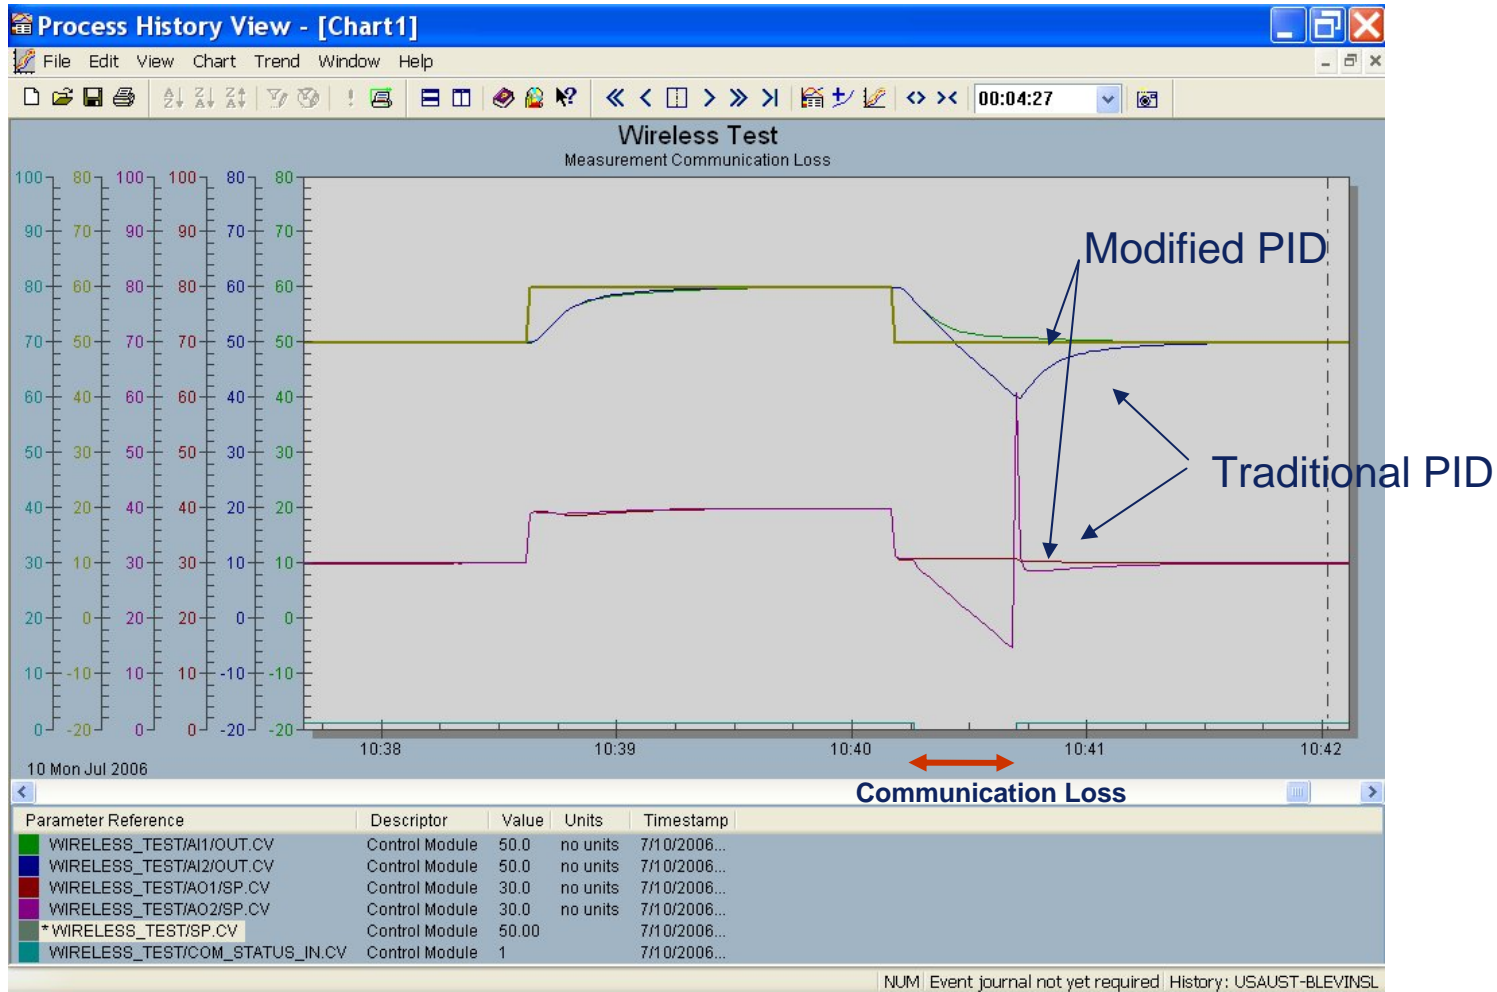 Process History View - [Chart1]
File Edit View Chart Trend Window Help
00:04:27
Wireless Test
Measurement Communication Loss
100 80 100 100 80 80
90 70 90 90 70 70
80 60 80 80 60 60
70 50 70 70 50 50
60 40 60 60 40 40
50 30 50 50 30 30
40 20 40 40 20 20
30 10 30 30 10 10
20 0 20 20 0 0
10 -10 10 10 -10 -10
0 -20 0 0 -20 -20
Modified PID
Traditional PID
10:38 10:39 10:40 10:41 10:42
10 Mon Jul 2006
Communication Loss
Parameter Reference Descriptor Value Units Timestamp
WIRELESS_TEST/AI1/OUT.CV Control Module 50.0 no units 7/10/2006...
WIRELESS_TEST/AI2/OUT.CV Control Module 50.0 no units 7/10/2006...
WIRELESS_TEST/AO1/SP.CV Control Module 30.0 no units 7/10/2006...
WIRELESS_TEST/AO2/SP.CV Control Module 30.0 no units 7/10/2006...
* WIRELESS_TEST/SP.CV Control Module 50.00 7/10/2006...
WIRELESS_TEST/COM_STATUS_IN.CV Control Module 1 7/10/2006...
NUM Event journal not yet required History: USAUST-BLEVINSL